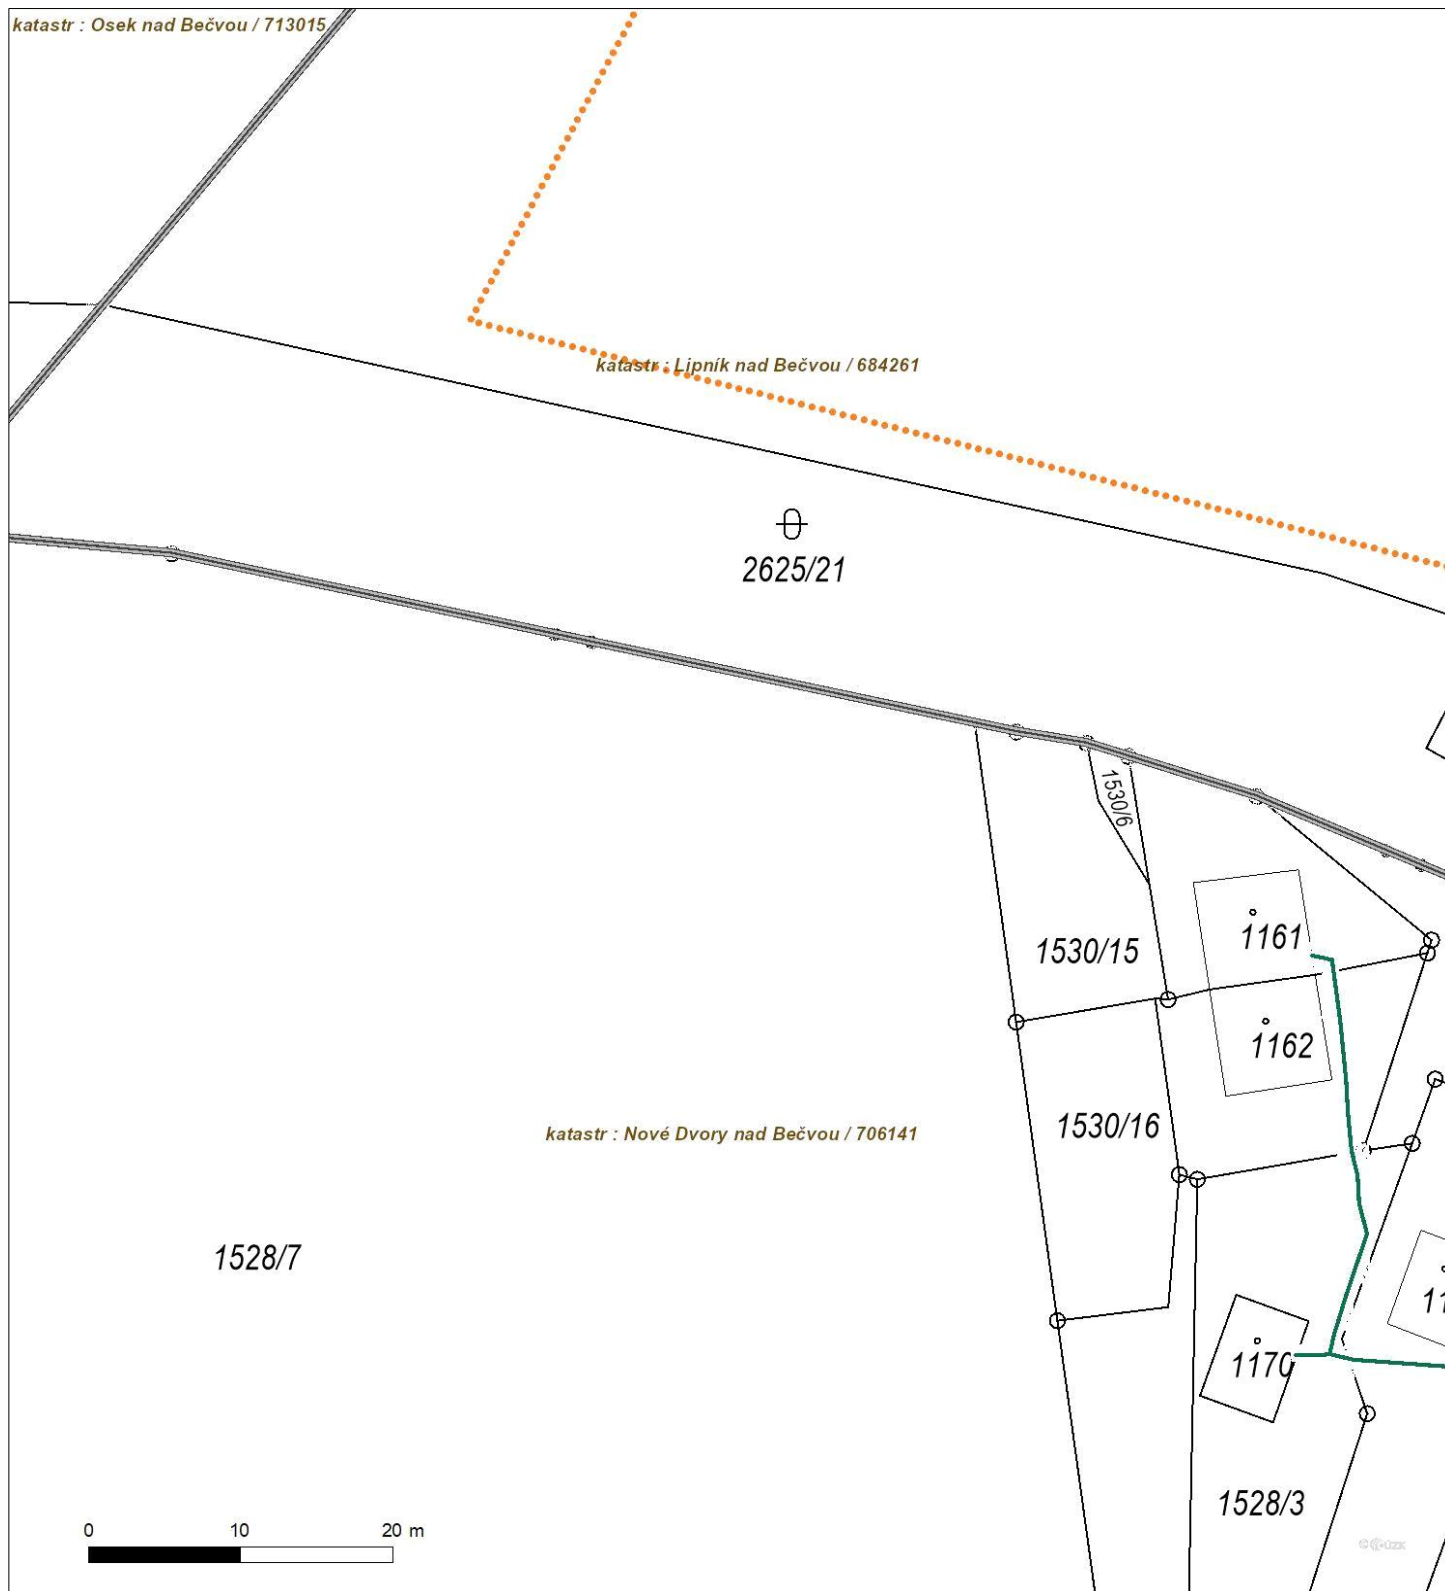 katastr : Osek nad Bečvou / 713015
katastr : Lipník nad Bečvou / 684261
2625/21
1530/6
1161
1530/15
1162
1530/16
katastr : Nové Dvory nad Bečvou / 706141
1528/7
1170
1528/3
0 10 20 m